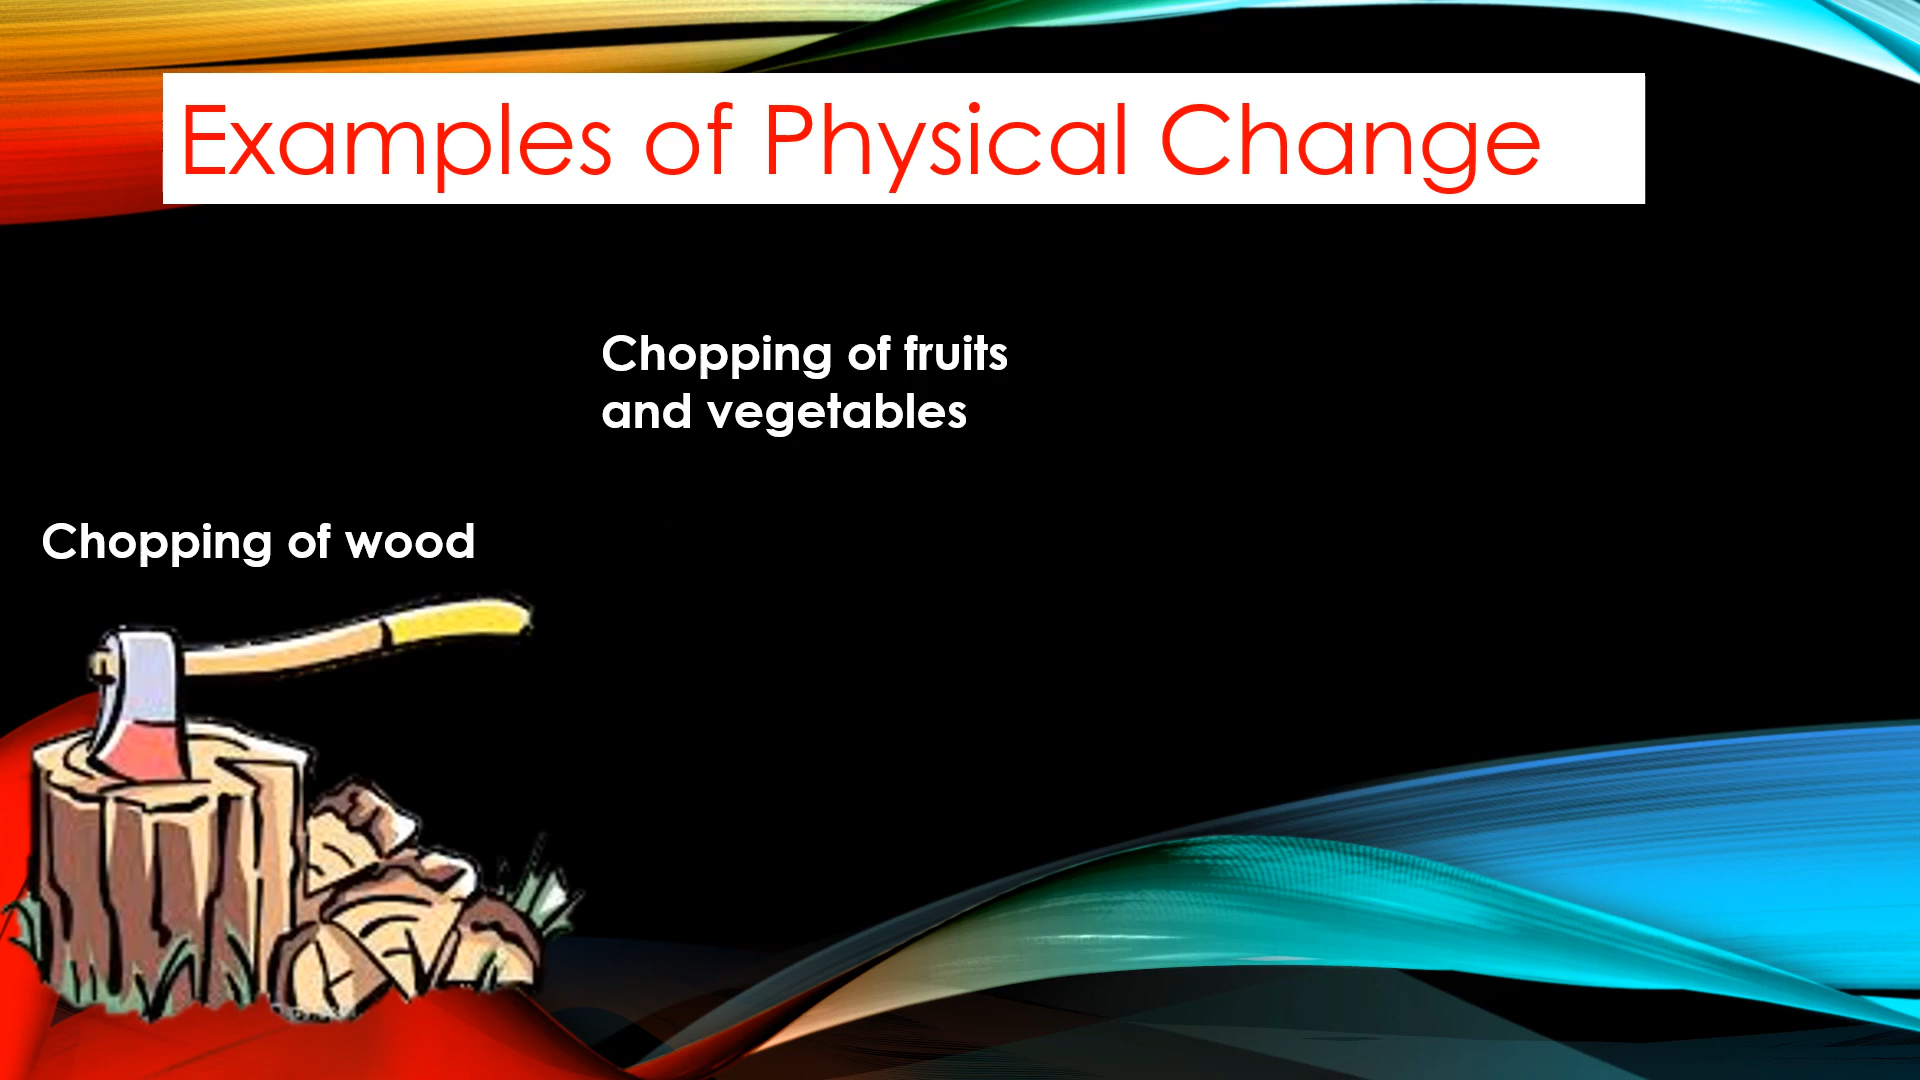 Examples of Physical Change
Chopping of fruits
and vegetables
Chopping of wood